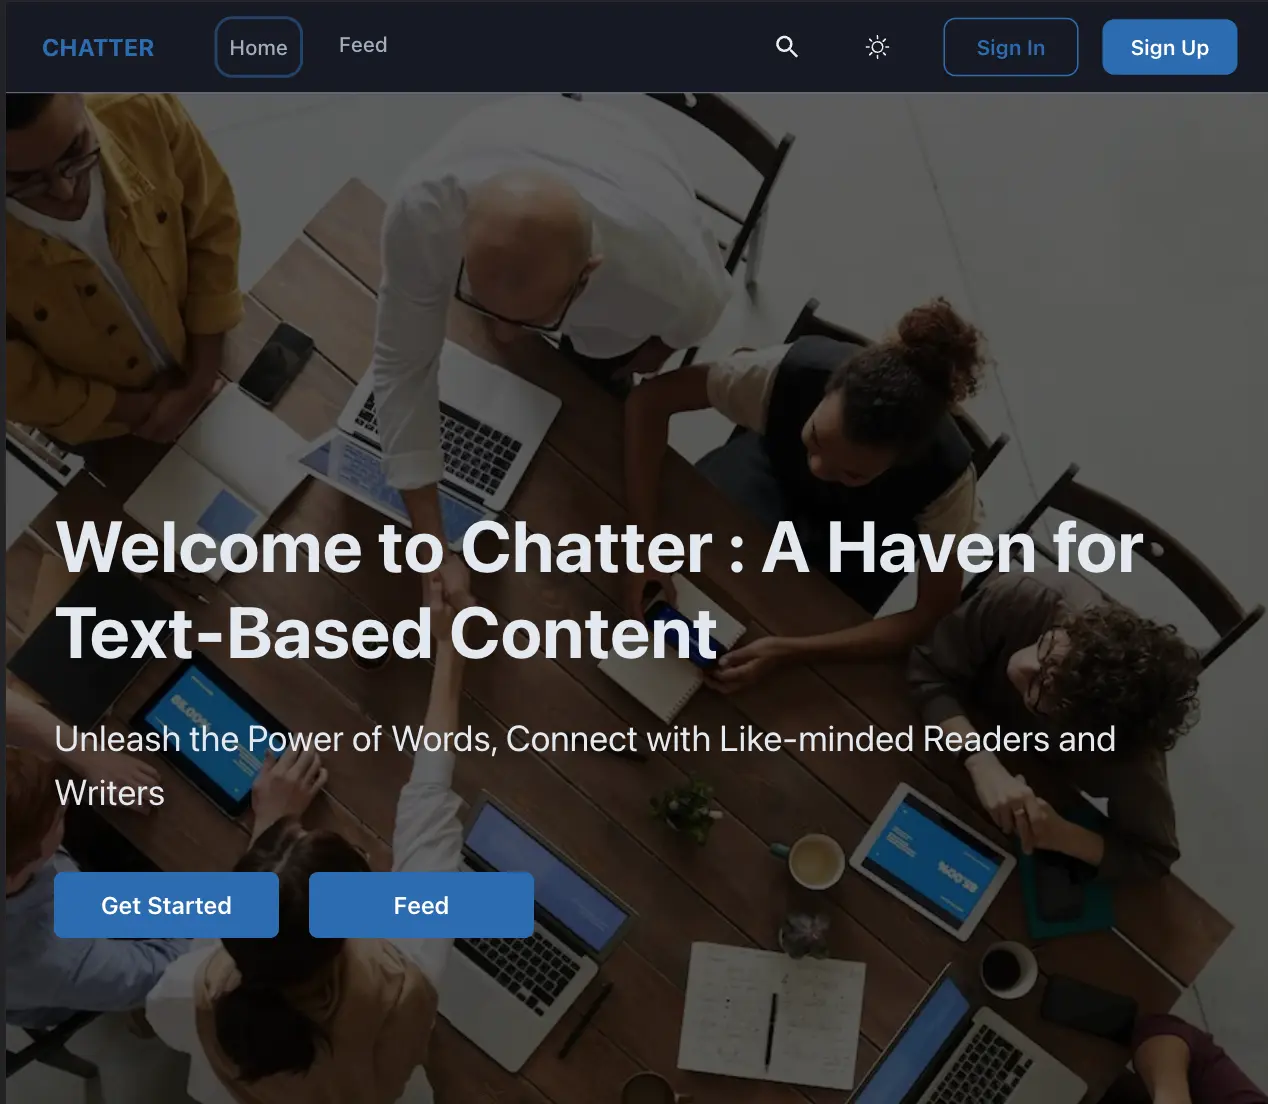 CHATTER
Home
Feed
Sign In
Sign Up
Welcome to Chatter : A Haven for
Text-Based Content
Unleash the Power of Words, Connect with Like-minded Readers and
Writers
Get Started
Feed